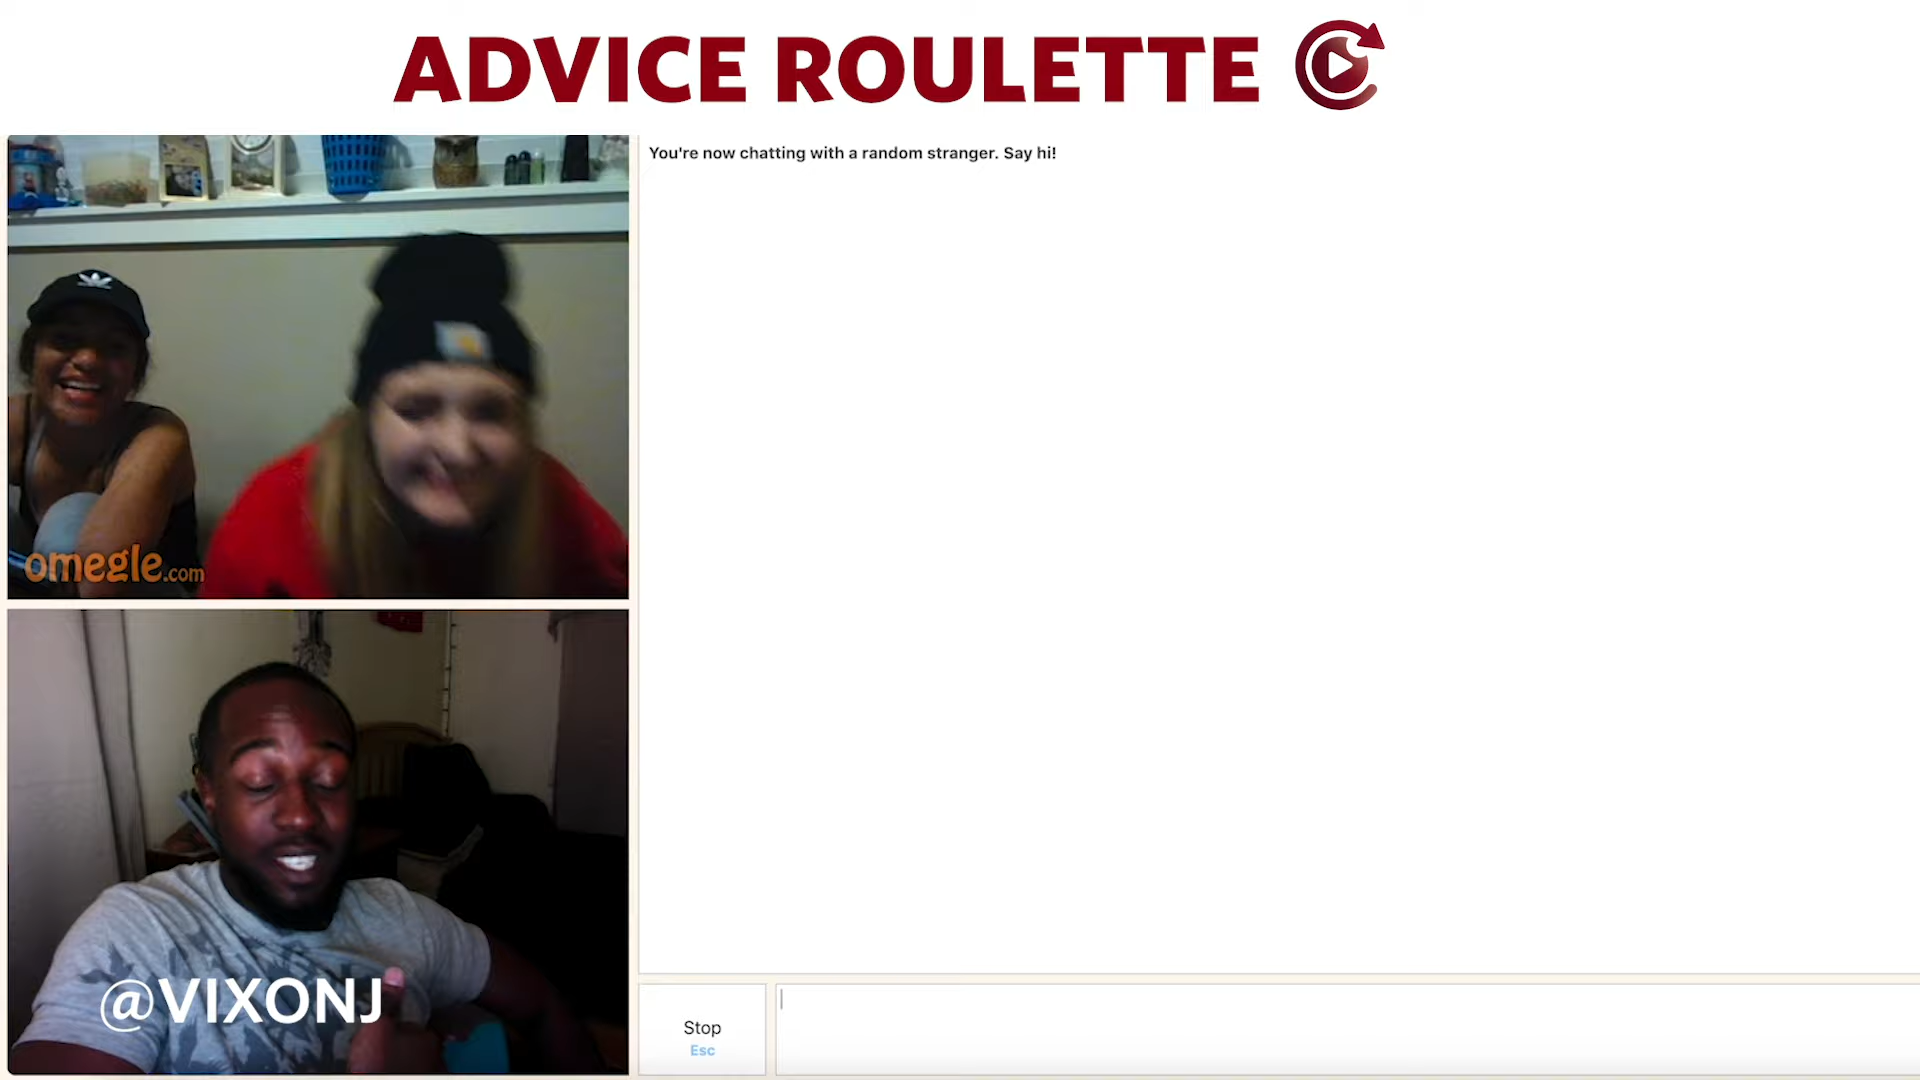 ADVICE ROULETTE
You're now chatting with a random stranger. Say hi!
omegle.com
@VIXONJ
Stop
Esc